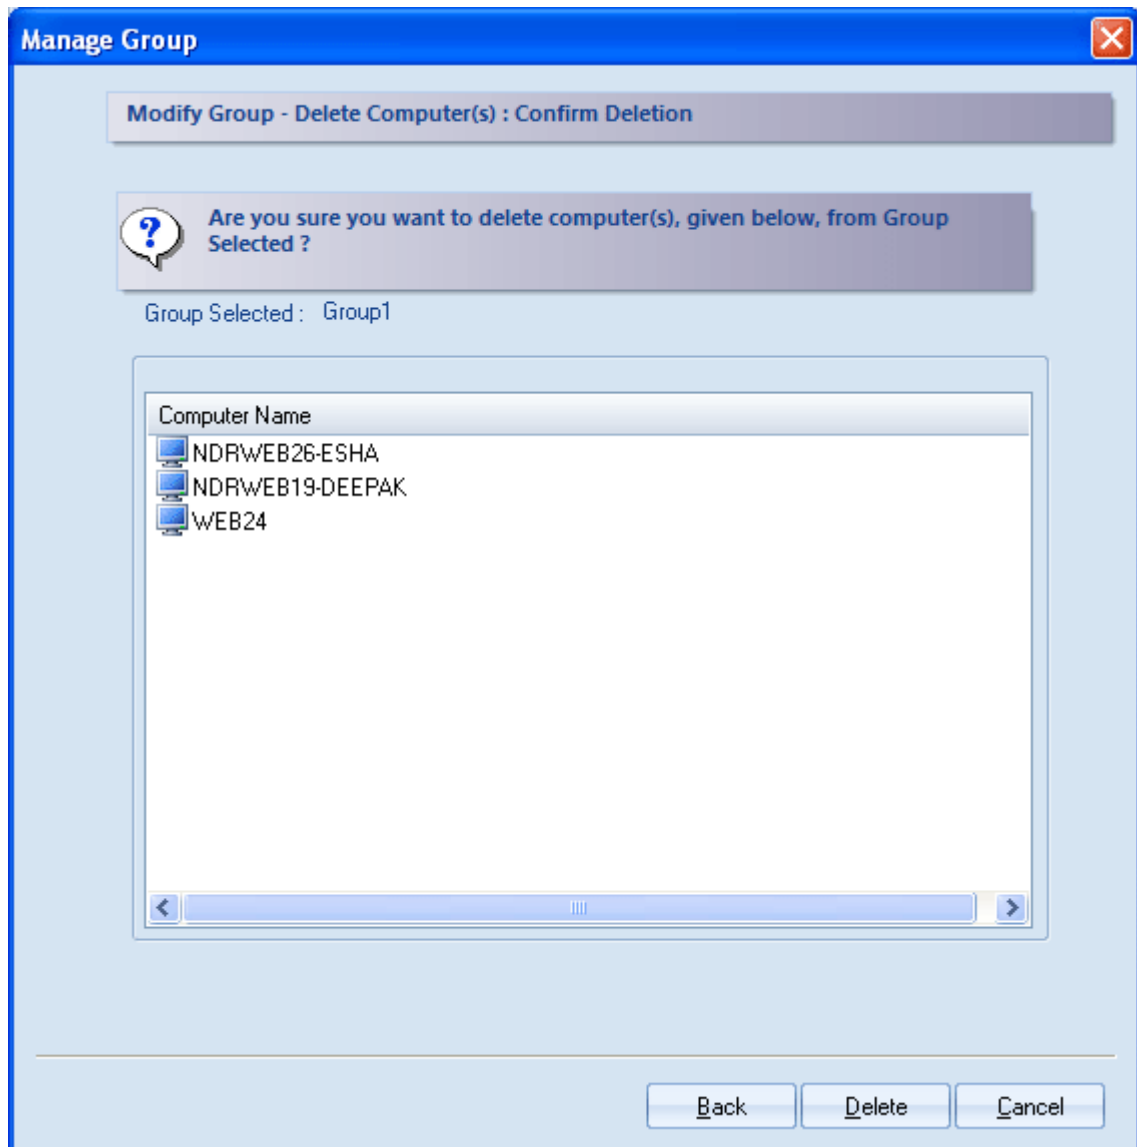 Manage Group
Modify Group - Delete Computer(s) : Confirm Deletion
?
Are you sure you want to delete computer(s), given below, from Group
Selected ?
Group Selected : Group1
Computer Name
NDRWEB26-ESHA
NDRWEB19-DEEPAK
WEB24
Back Delete Cancel